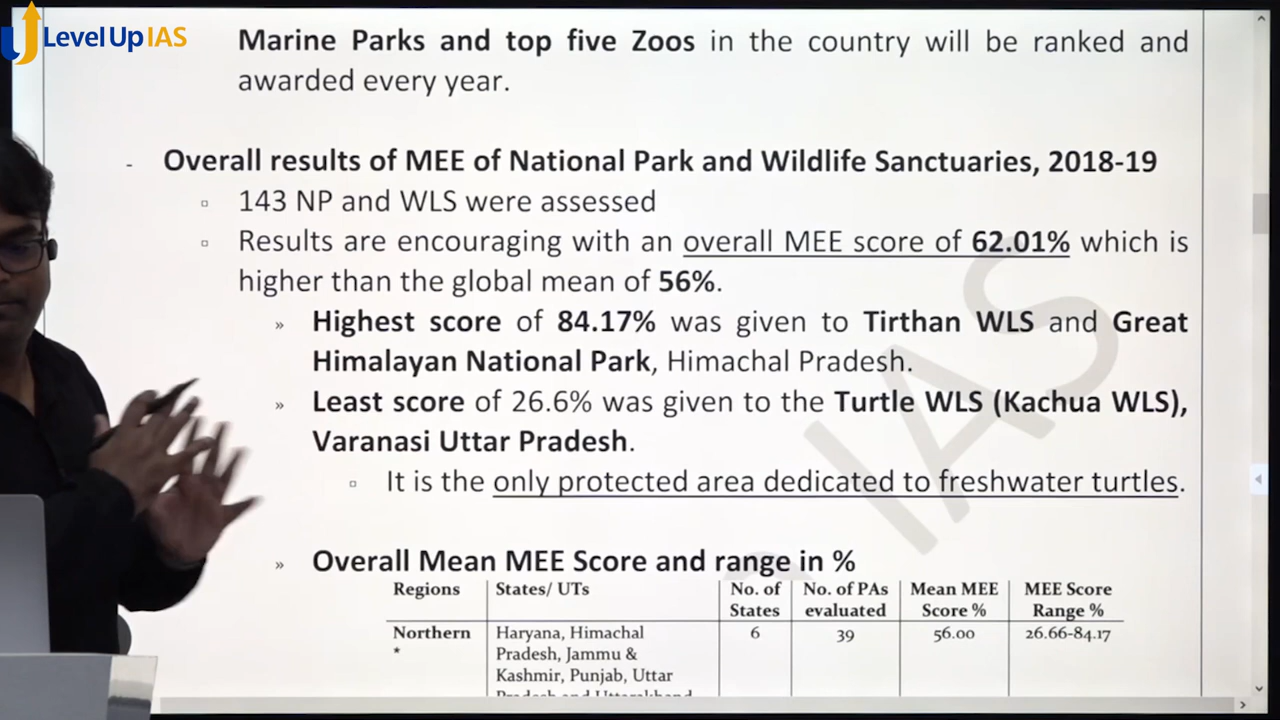 Level Up IAS
Marine Parks and top five Zoos in the country will be ranked and
awarded every year.
- Overall results of MEE of National Park and Wildlife Sanctuaries, 2018-19
▫ 143 NP and WLS were assessed
▫ Results are encouraging with an overall MEE score of 62.01% which is
higher than the global mean of 56%.
» Highest score of 84.17% was given to Tirthan WLS and Great
Himalayan National Park, Himachal Pradesh.
» Least score of 26.6% was given to the Turtle WLS (Kachua WLS),
Varanasi Uttar Pradesh.
▫ It is the only protected area dedicated to freshwater turtles.
» Overall Mean MEE Score and range in %
Regions States/ UTs No. of States No. of PAs evaluated Mean MEE Score % MEE Score Range %
Northern * Haryana, Himachal 6 39 56.00 26.66-84.17
Pradesh, Jammu &
Kashmir, Punjab, Uttar
Pradesh and Uttarakhand
IAS